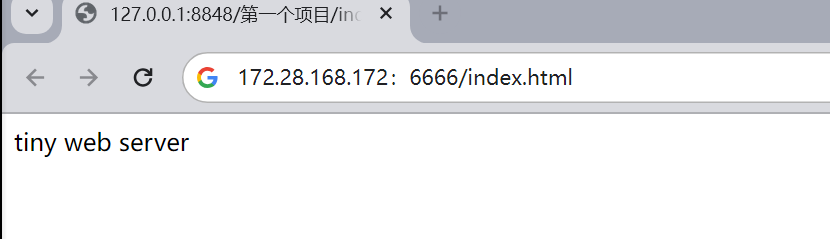 127.0.0.1:8848/第一个项目/in
172.28.168.172：6666/index.html
tiny web server